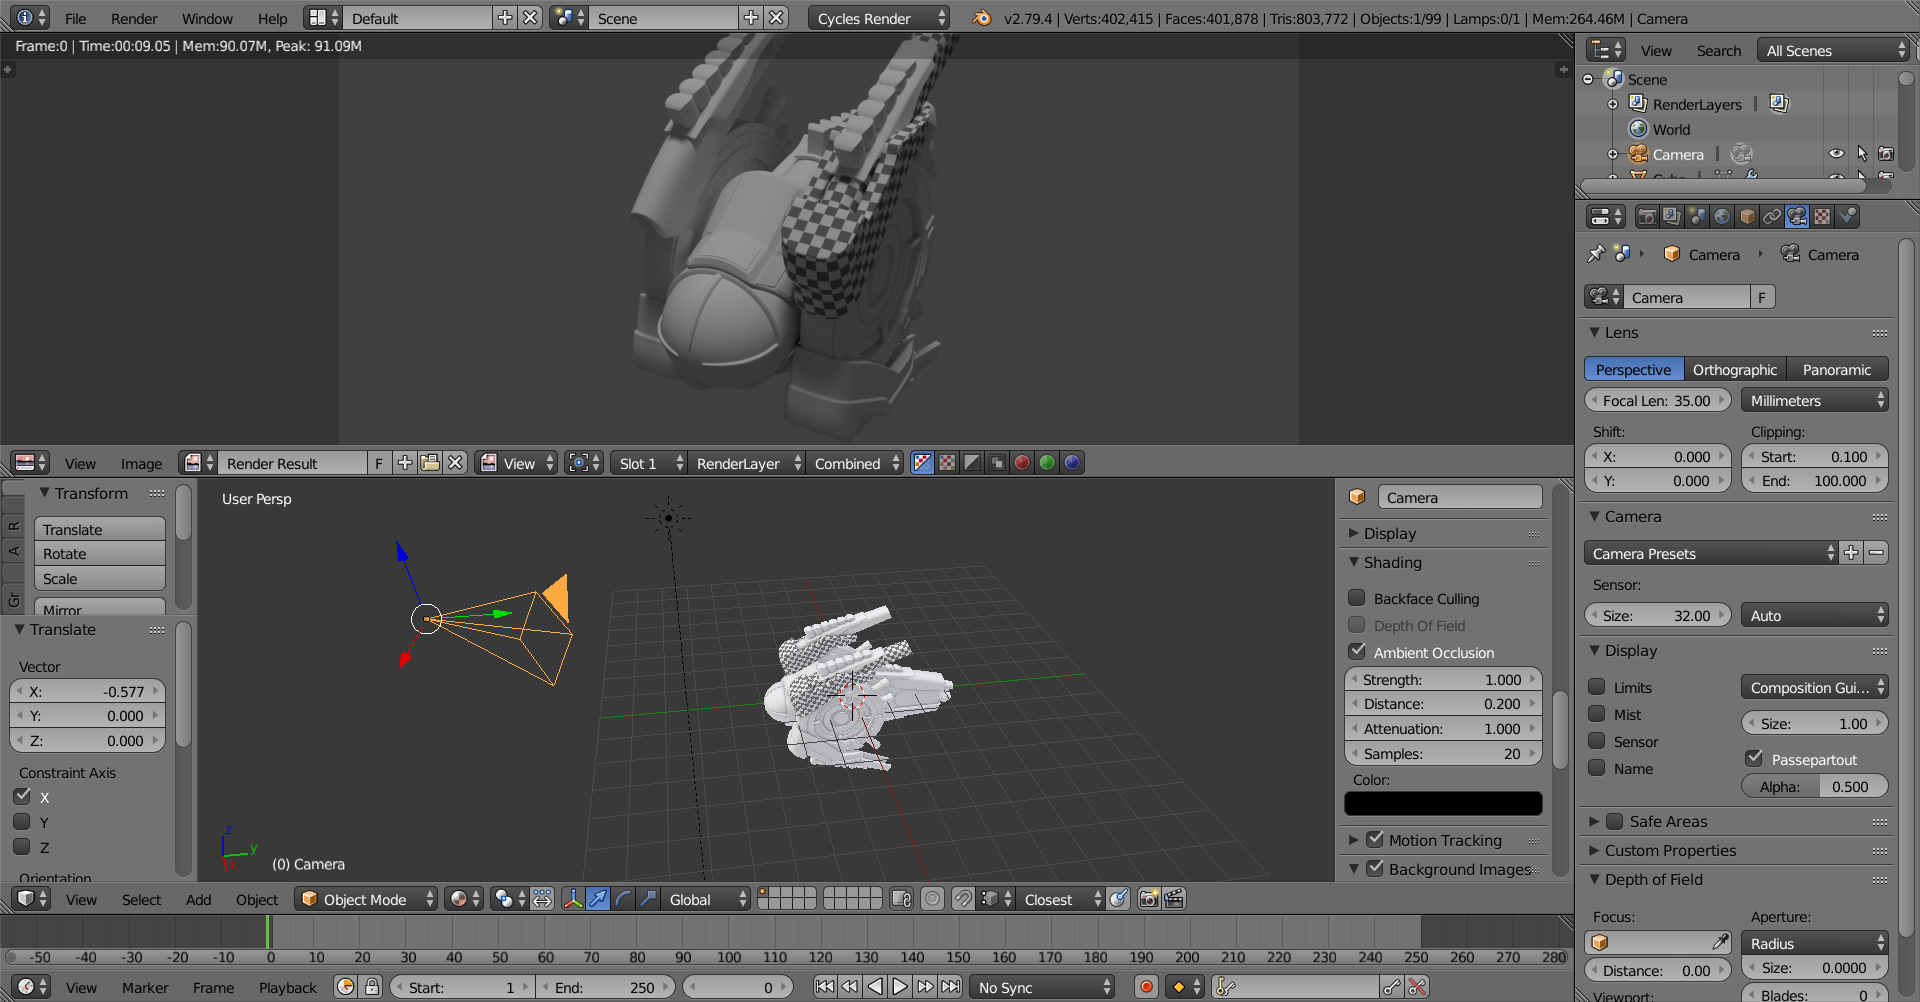 File Render Window Help Default Scene Cycles Render v2.79.4 | Verts:402,415 | Faces:401,878 | Tris:803,772 | Objects:1/99 | Lamps:0/1 | Mem:264.46M | Camera
Frame:0 | Time:00:09.05 | Mem:90.07M, Peak: 91.09M
View Image Render Result F View Slot 1 RenderLayer Combined
Transform
Translate
Rotate
Scale
Mirror
R
A
Gr
Translate
Vector
X: -0.577
Y: 0.000
Z: 0.000
Constraint Axis
X
Y
Z
Orientation
User Persp
z
y
x
(0) Camera
Camera
Display
Shading
Backface Culling
Depth Of Field
Ambient Occlusion
Strength: 1.000
Distance: 0.200
Attenuation: 1.000
Samples: 20
Color:
Motion Tracking
Background Images
View Select Add Object Object Mode Global Closest
-50 -40 -30 -20 -10 0 10 20 30 40 50 60 70 80 90 100 110 120 130 140 150 160 170 180 190 200 210 220 230 240 250 260 270 280
View Marker Frame Playback Start: 1 End: 250 0 No Sync
View Search All Scenes
Scene
RenderLayers |
World
Camera |
Camera Camera
Camera F
Lens
Perspective Orthographic Panoramic
Focal Len: 35.00 Millimeters
Shift: Clipping:
X: 0.000 Start: 0.100
Y: 0.000 End: 100.000
Camera
Camera Presets
Sensor:
Size: 32.00 Auto
Display
Limits Composition Gui...
Mist Size: 1.00
Sensor Passepartout
Name Alpha: 0.500
Safe Areas
Custom Properties
Depth of Field
Focus: Aperture:
Radius
Distance: 0.00 Size: 0.0000
Viewport: Blades: 0